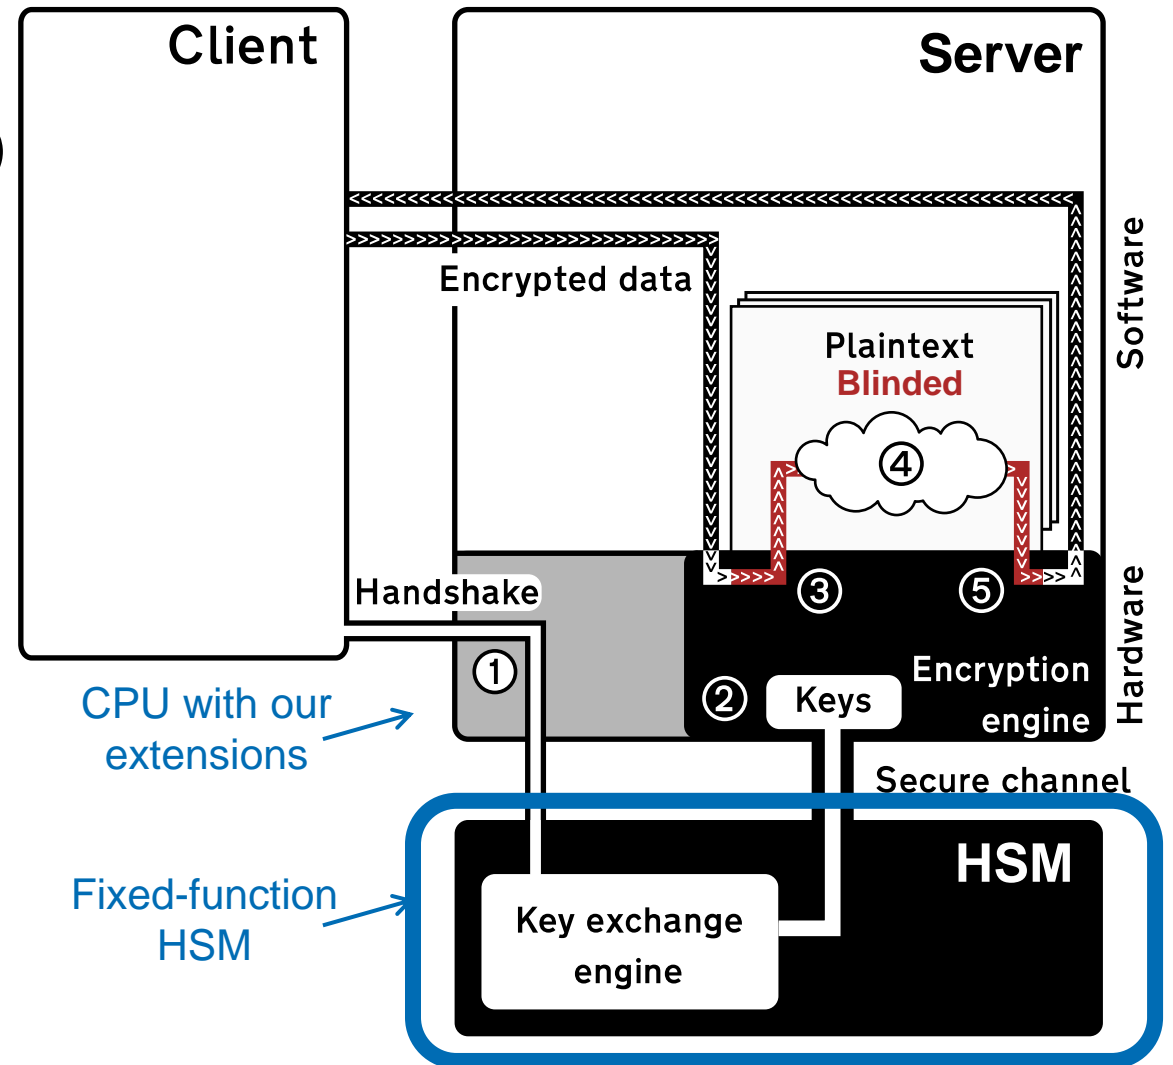 Client
Server
Encrypted data
Software
Plaintext
Blinded
④
Handshake
③
⑤
①
②
Keys
Encryption
engine
Hardware
CPU with our
extensions
Secure channel
HSM
Fixed-function
HSM
Key exchange
engine